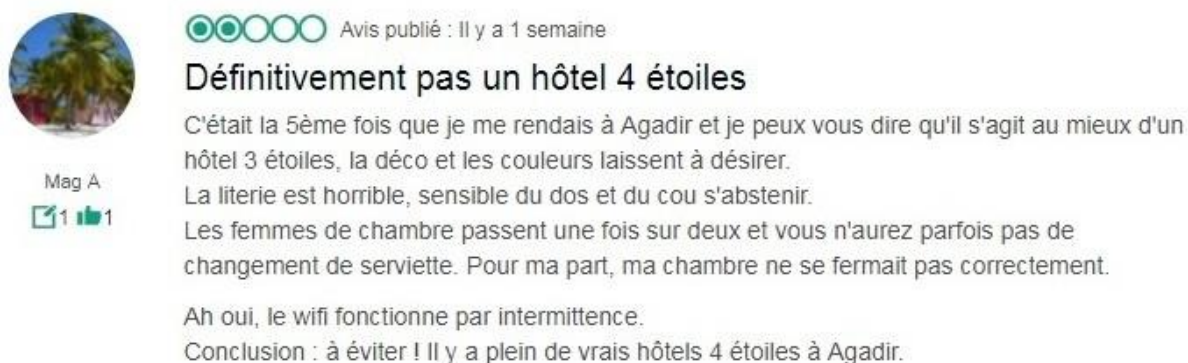 Avis publié : Il y a 1 semaine
Définitivement pas un hôtel 4 étoiles
C'était la 5ème fois que je me rendais à Agadir et je peux vous dire qu'il s'agit au mieux d'un
hôtel 3 étoiles, la déco et les couleurs laissent à désirer.
La literie est horrible, sensible du dos et du cou s'abstenir.
Les femmes de chambre passent une fois sur deux et vous n'aurez parfois pas de
changement de serviette. Pour ma part, ma chambre ne se fermait pas correctement.
Ah oui, le wifi fonctionne par intermittence.
Conclusion : à éviter ! Il y a plein de vrais hôtels 4 étoiles à Agadir.
Mag A
1 1